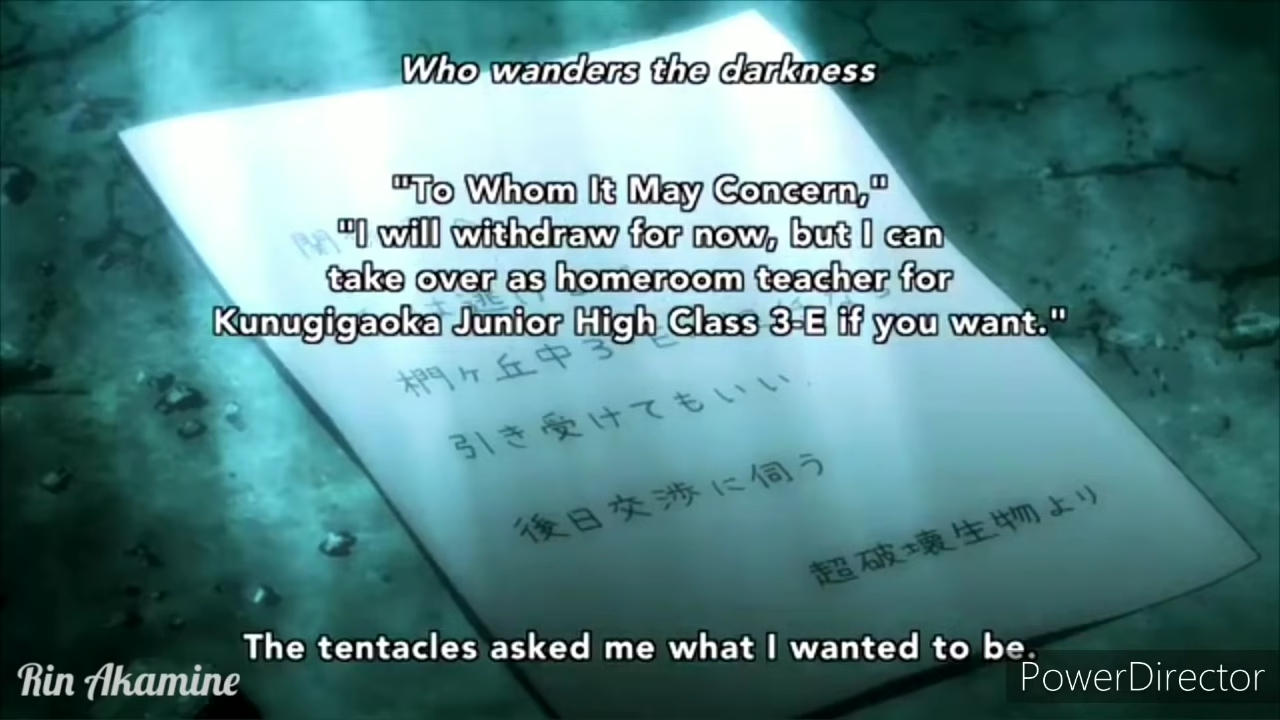 Who wanders the darkness
"To Whom It May Concern,"
"I will withdraw for now, but I can
take over as homeroom teacher for
Kunugigaoka Junior High Class 3-E if you want."
椚ヶ丘中3
引き受けてもいい
後日交渉に伺う
超破壊生物より
The tentacles asked me what I wanted to be.
Rin Akamine
PowerDirector